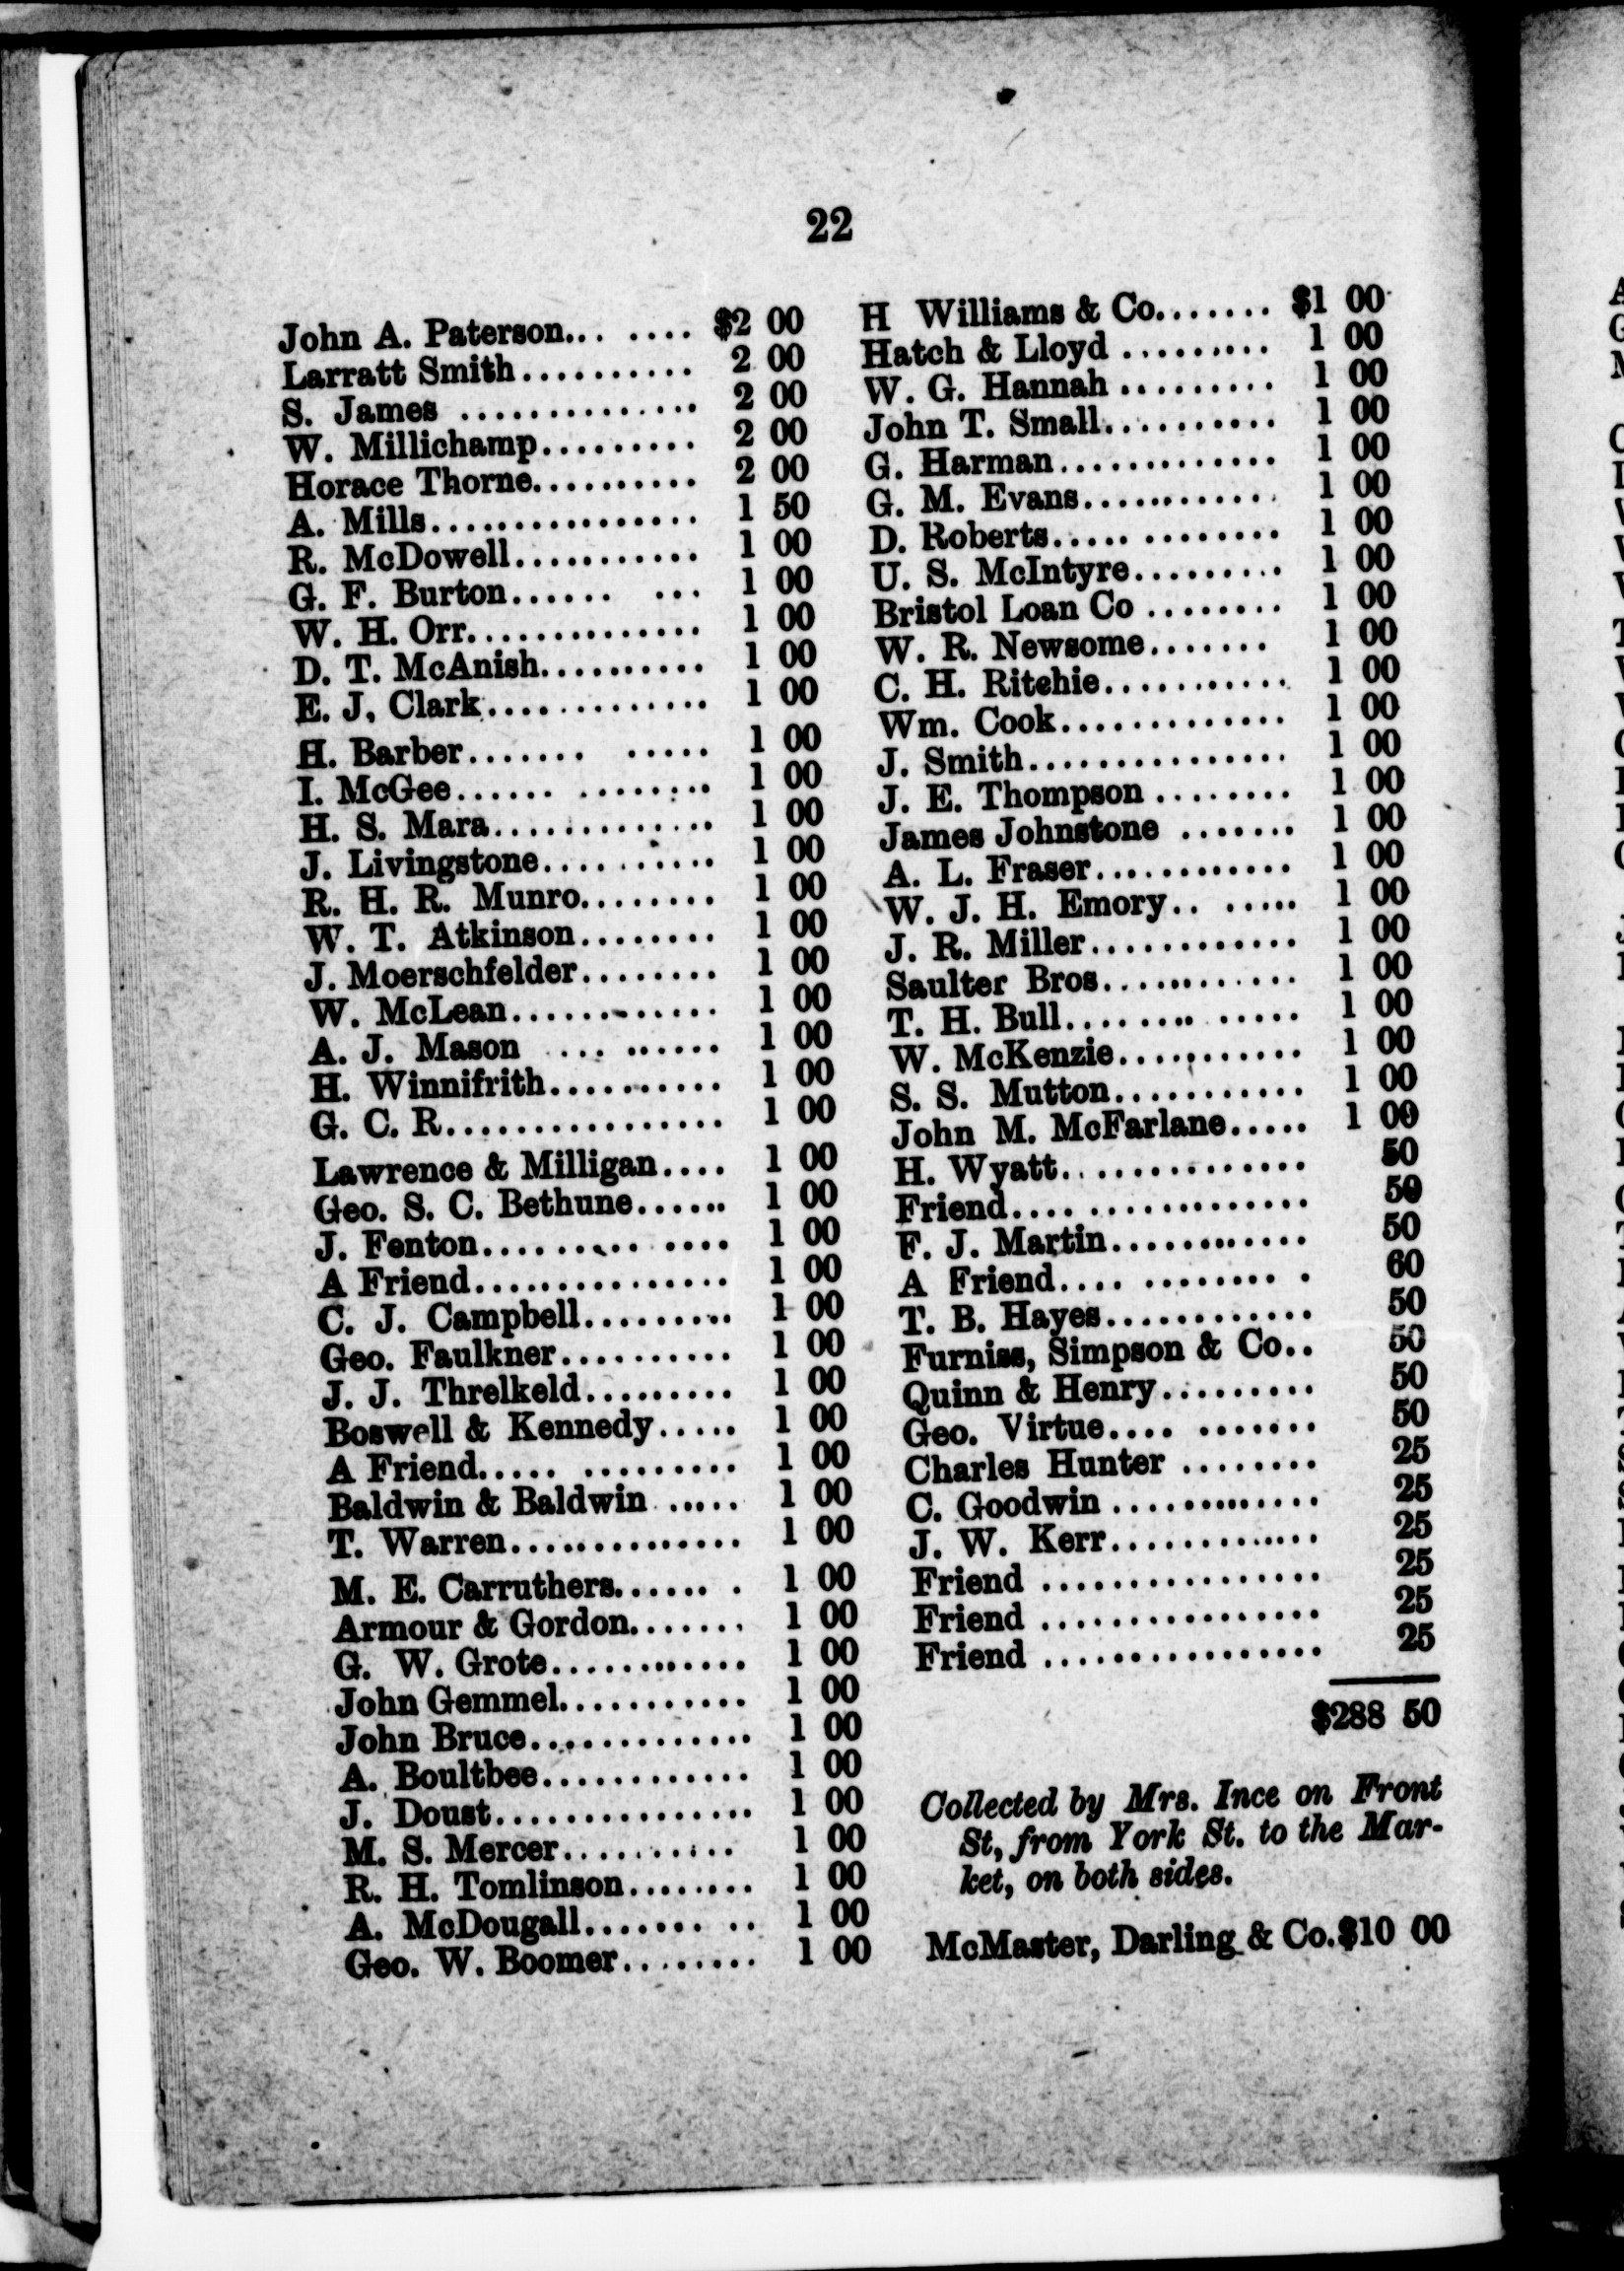 22
John A. Paterson.......... $2 00
Larratt Smith.......... 2 00
S. James .............. 2 00
W. Millichamp......... 2 00
Horace Thorne.......... 2 00
A. Mills................ 1 50
R. McDowell........... 1 00
G. F. Burton...... ... 1 00
W. H. Orr.............. 1 00
D. T. McAnish.......... 1 00
E. J. Clark.............. 1 00
H. Barber....... ..... 1 00
I. McGee...... ........ 1 00
H. S. Mara............. 1 00
J. Livingstone........... 1 00
R. H. R. Munro........ 1 00
W. T. Atkinson........ 1 00
J. Moerschfelder........ 1 00
W. McLean............. 1 00
A. J. Mason ... ...... 1 00
H. Winnifrith.......... 1 00
G. C. R................. 1 00
Lawrence & Milligan.... 1 00
Geo. S. C. Bethune...... 1 00
J. Fenton.......... .... 1 00
A Friend................ 1 00
C. J. Campbell......... 1 00
Geo. Faulkner.......... 1 00
J. J. Threlkeld......... 1 00
Boswell & Kennedy..... 1 00
A Friend..... ......... 1 00
Baldwin & Baldwin ..... 1 00
T. Warren.............. 1 00
M. E. Carruthers...... . 1 00
Armour & Gordon....... 1 00
G. W. Grote............ 1 00
John Gemmel........... 1 00
John Bruce............. 1 00
A. Boultbee............ 1 00
J. Doust............... 1 00
M. S. Mercer.......... 1 00
R. H. Tomlinson........ 1 00
A. McDougall....... .. 1 00
Geo. W. Boomer........ 1 00
H Williams & Co....... $1 00
Hatch & Lloyd ......... 1 00
W. G. Hannah ......... 1 00
John T. Small.......... 1 00
G. Harman............. 1 00
G. M. Evans............ 1 00
D. Roberts..... ........ 1 00
U. S. McIntyre......... 1 00
Bristol Loan Co ........ 1 00
W. R. Newsome....... 1 00
C. H. Ritchie........... 1 00
Wm. Cook............. 1 00
J. Smith............... 1 00
J. E. Thompson ........ 1 00
James Johnstone ....... 1 00
A. L. Fraser............ 1 00
W. J. H. Emory.. ..... 1 00
J. R. Miller............ 1 00
Saulter Bros............ 1 00
T. H. Bull........ ..... 1 00
W. McKenzie........... 1 00
S. S. Mutton........... 1 00
John M. McFarlane..... 1 00
H. Wyatt.............. 50
Friend.... ............. 50
F. J. Martin............ 50
A Friend.... ........ . 60
T. B. Hayes............. 50
Furniss, Simpson & Co.. 50
Quinn & Henry......... 50
Geo. Virtue.... ....... 50
Charles Hunter ........ 25
C. Goodwin ............ 25
J. W. Kerr............. 25
Friend ................ 25
Friend ................ 25
Friend ................ 25
$288 50
Collected by Mrs. Ince on Front
St, from York St. to the Mar-
ket, on both sides.
McMaster, Darling & Co.$10 00